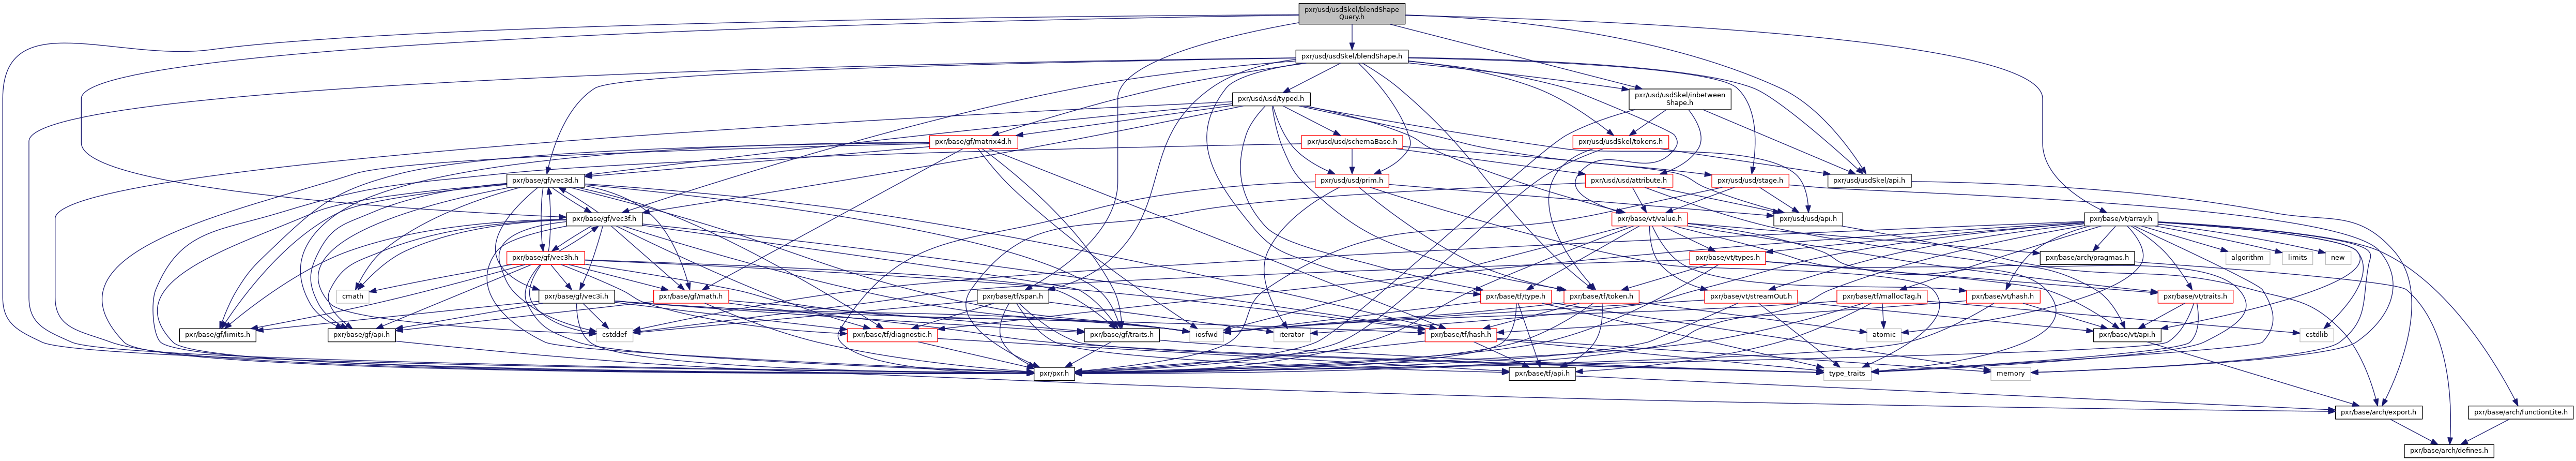 pxr/usd/usdSkel/blendShape
Query.h
pxr/usd/usdSkel/blendShape.h
pxr/usd/usd/typed.h
pxr/usd/usdSkel/inbetween
Shape.h
pxr/base/gf/matrix4d.h
pxr/usd/usd/schemaBase.h
pxr/usd/usdSkel/tokens.h
pxr/base/gf/vec3d.h
pxr/usd/usd/prim.h
pxr/usd/usd/attribute.h
pxr/usd/usd/stage.h
pxr/usd/usdSkel/api.h
pxr/base/gf/vec3f.h
pxr/base/vt/value.h
pxr/usd/usd/api.h
pxr/base/vt/array.h
pxr/base/gf/vec3h.h
pxr/base/vt/types.h
pxr/base/arch/pragmas.h
algorithm
limits
new
cmath
pxr/base/gf/vec3i.h
pxr/base/gf/math.h
pxr/base/tf/span.h
pxr/base/tf/type.h
pxr/base/tf/token.h
pxr/base/vt/streamOut.h
pxr/base/tf/mallocTag.h
pxr/base/vt/hash.h
pxr/base/vt/traits.h
pxr/base/gf/limits.h
pxr/base/gf/api.h
cstddef
pxr/base/tf/diagnostic.h
pxr/base/gf/traits.h
iosfwd
iterator
pxr/base/tf/hash.h
atomic
pxr/base/vt/api.h
cstdlib
pxr/pxr.h
pxr/base/tf/api.h
type_traits
memory
pxr/base/arch/export.h
pxr/base/arch/functionLite.h
pxr/base/arch/defines.h